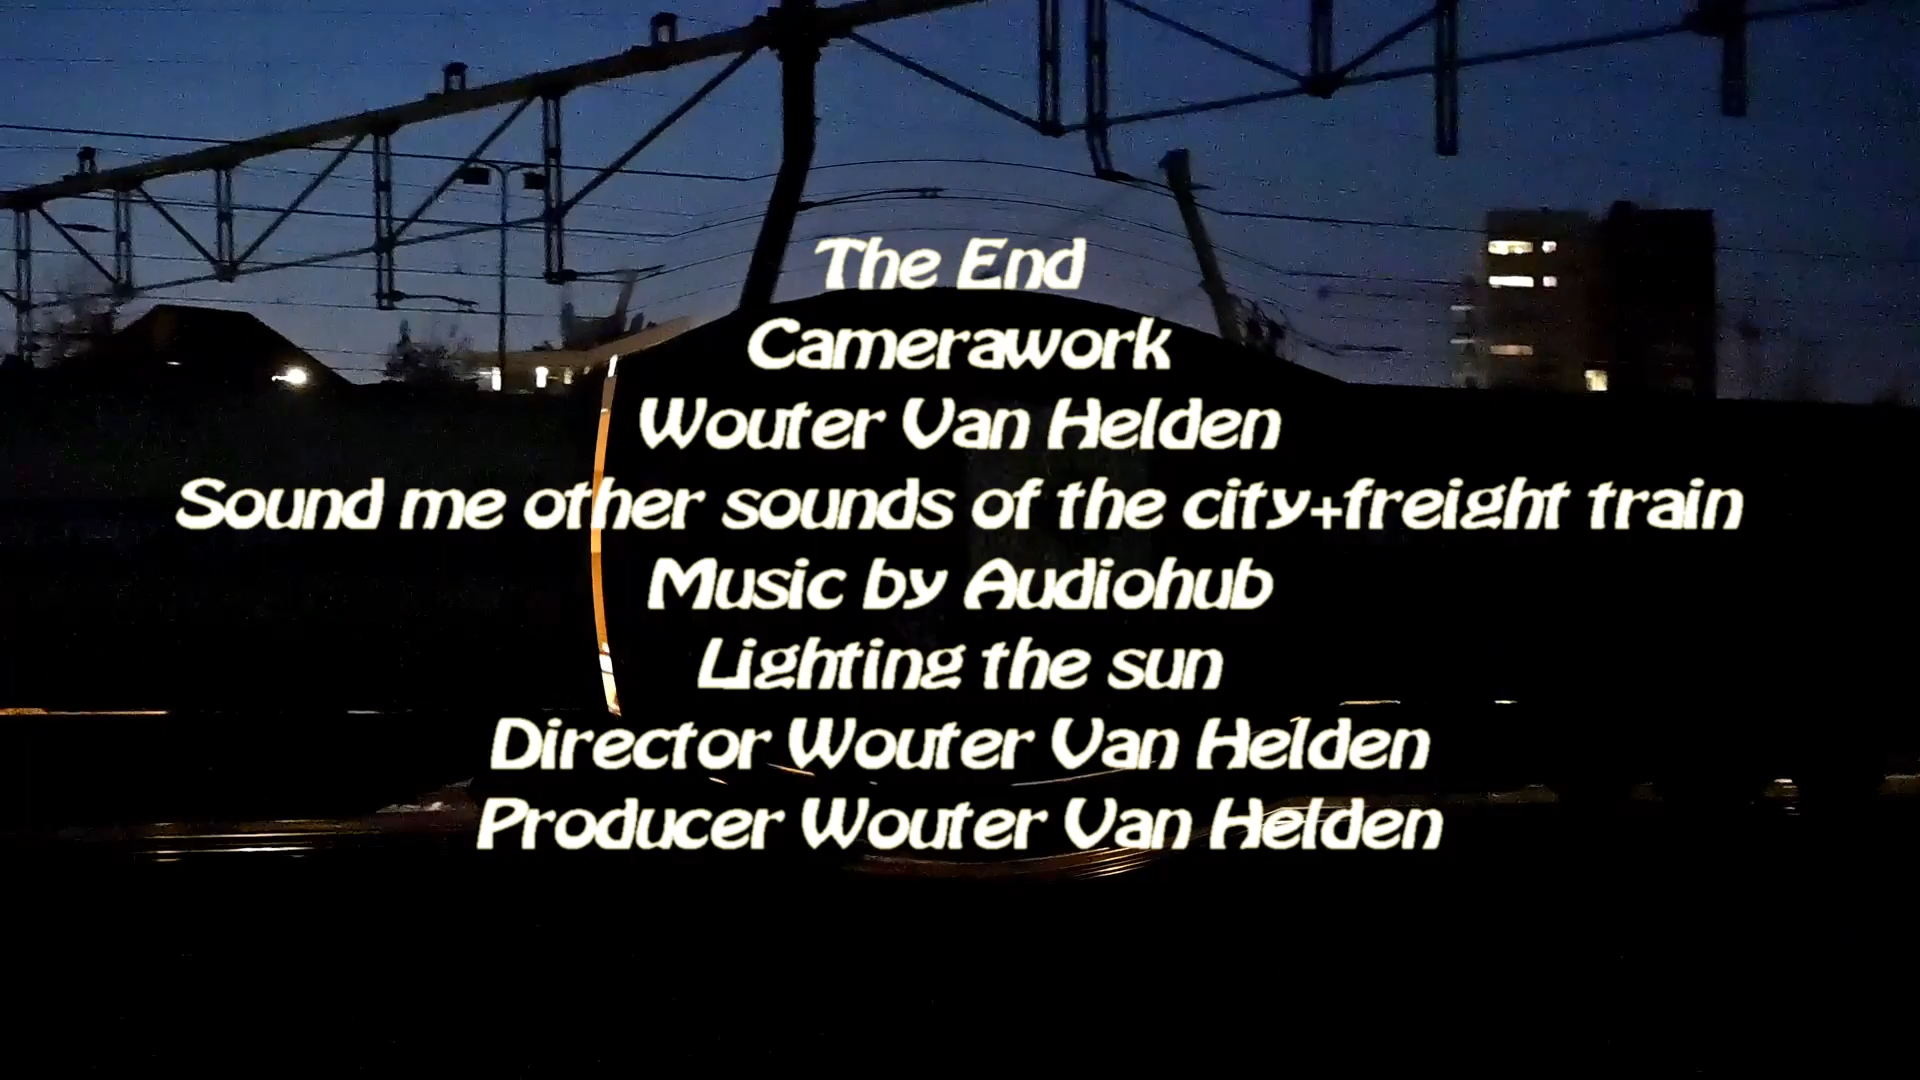 The End
Camerawork
Wouter Van Helden
Sound me other sounds of the city+freight train
Music by Audiohub
Lighting the sun
Director Wouter Van Helden
Producer Wouter Van Helden